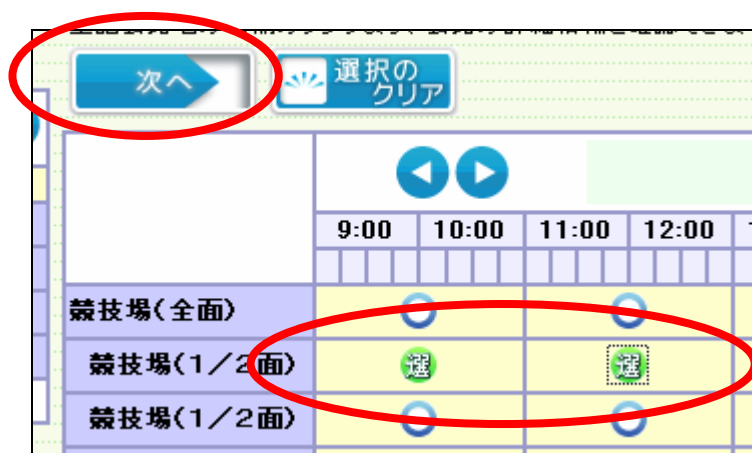 次へ
選択の
クリア
9:00 10:00 11:00 12:00
競技場(全面)
競技場(1/2面) 選 選
競技場(1/2面)